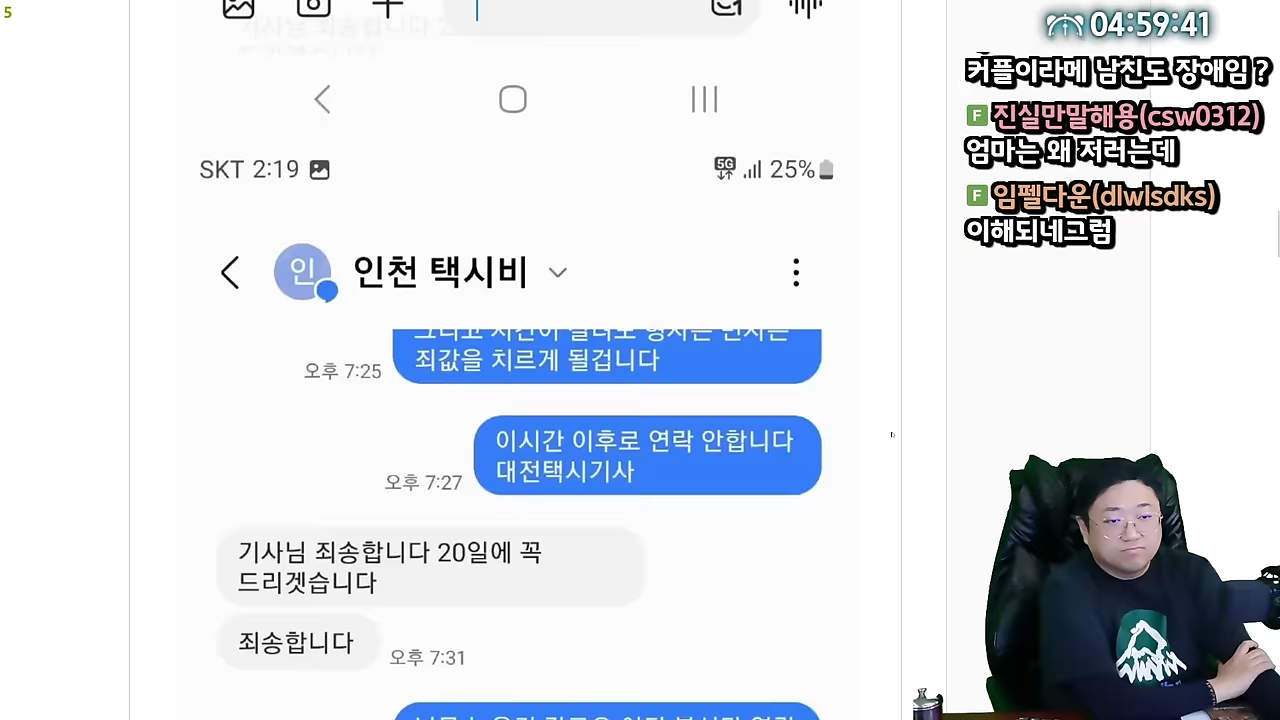 5
SKT 2:19
5G
25%
인
인천 택시비
죄값을 치르게 될겁니다
오후 7:25
이시간 이후로 연락 안합니다
대전택시기사
오후 7:27
기사님 죄송합니다 20일에 꼭
드리겟습니다
죄송합니다
오후 7:31
04:59:41
커플이라메 남친도 장애임?
F 진실만말해용(csw0312)
엄마는 왜 저러는데
F 임펠다운(dlwlsdks)
이해되네그럼